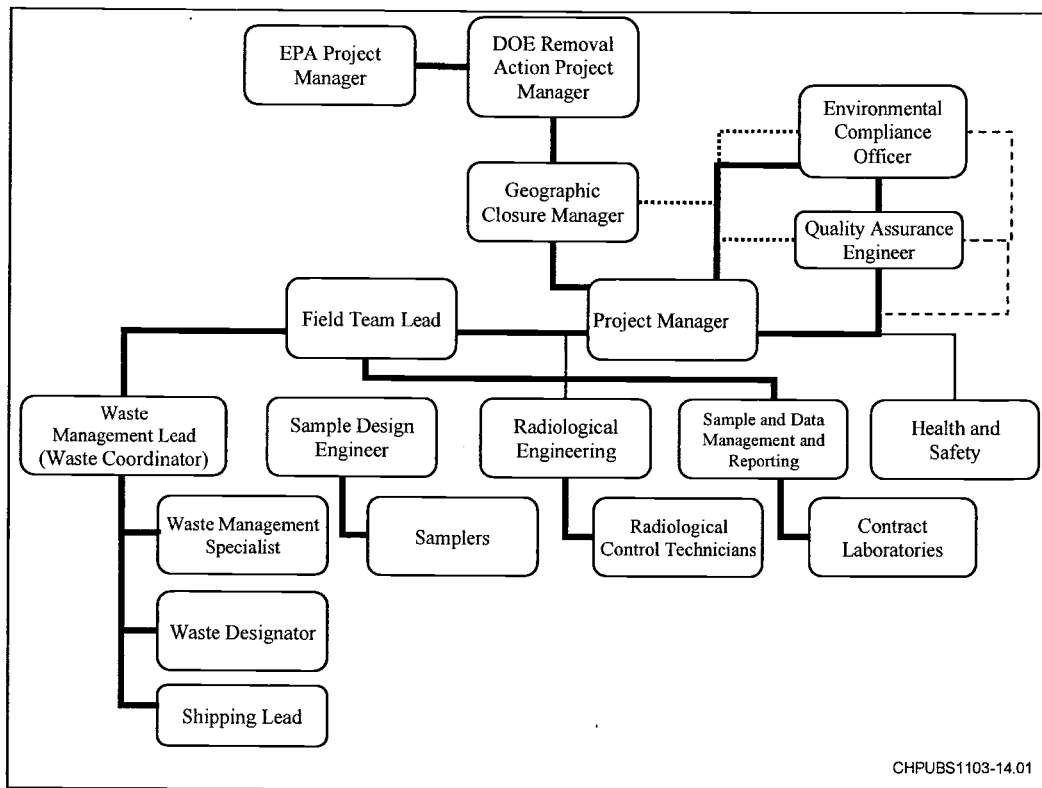 EPA Project
Manager
DOE Removal
Action Project
Manager
Environmental
Compliance
Officer
Geographic
Closure Manager
Quality Assurance
Engineer
Field Team Lead
Project Manager
Waste
Management Lead
(Waste Coordinator)
Sample Design
Engineer
Radiological
Engineering
Sample and Data
Management and
Reporting
Health and
Safety
Waste Management
Specialist
Samplers
Radiological
Control Technicians
Contract
Laboratories
Waste Designator
Shipping Lead
CHPUBS1103-14.01